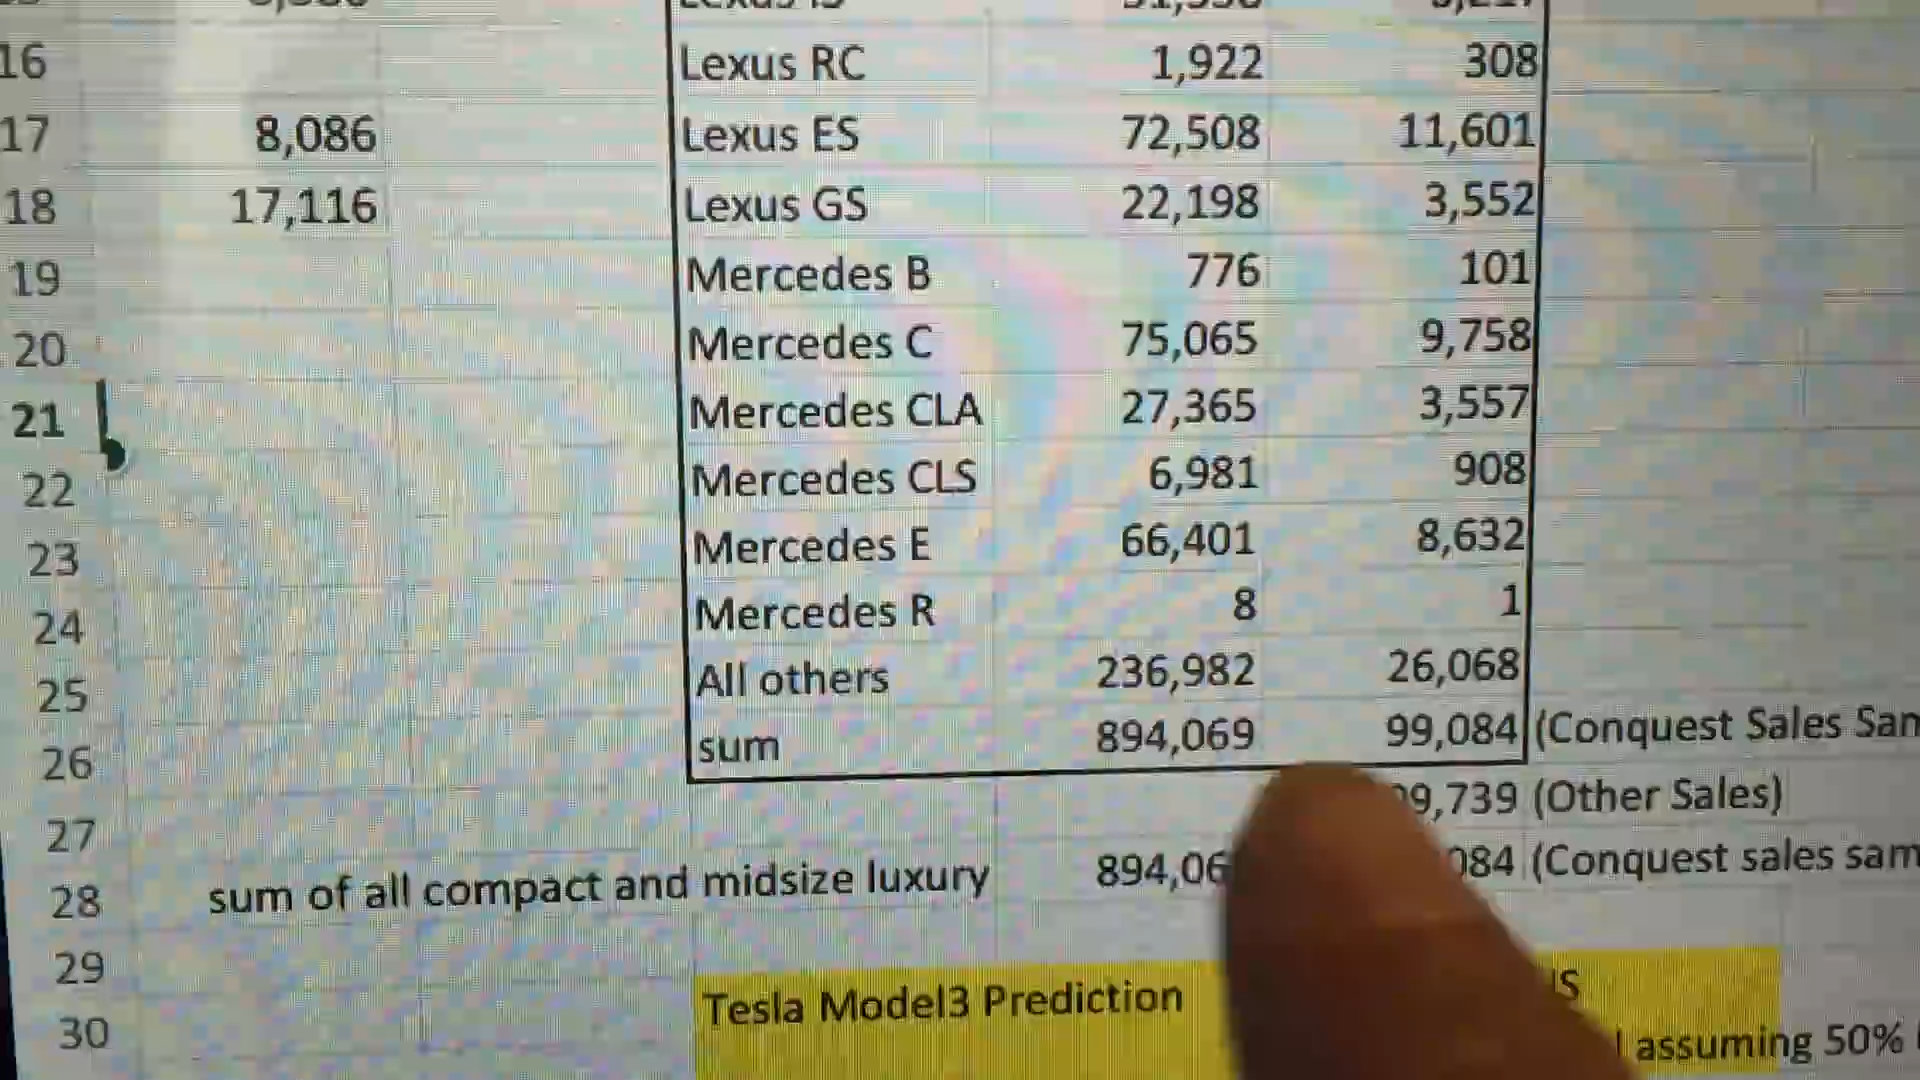 16 Lexus RC 1,922 308
17 8,086 Lexus ES 72,508 11,601
18 17,116 Lexus GS 22,198 3,552
19 Mercedes B 776 101
20 Mercedes C 75,065 9,758
21 Mercedes CLA 27,365 3,557
22 Mercedes CLS 6,981 908
23 Mercedes E 66,401 8,632
24 Mercedes R 8 1
25 All others 236,982 26,068
26 sum 894,069 99,084 (Conquest Sales
27 (Other Sales)
28 sum of all compact and midsize luxury (Conquest sales
29 Tesla Model3 Prediction
30 assuming 50%